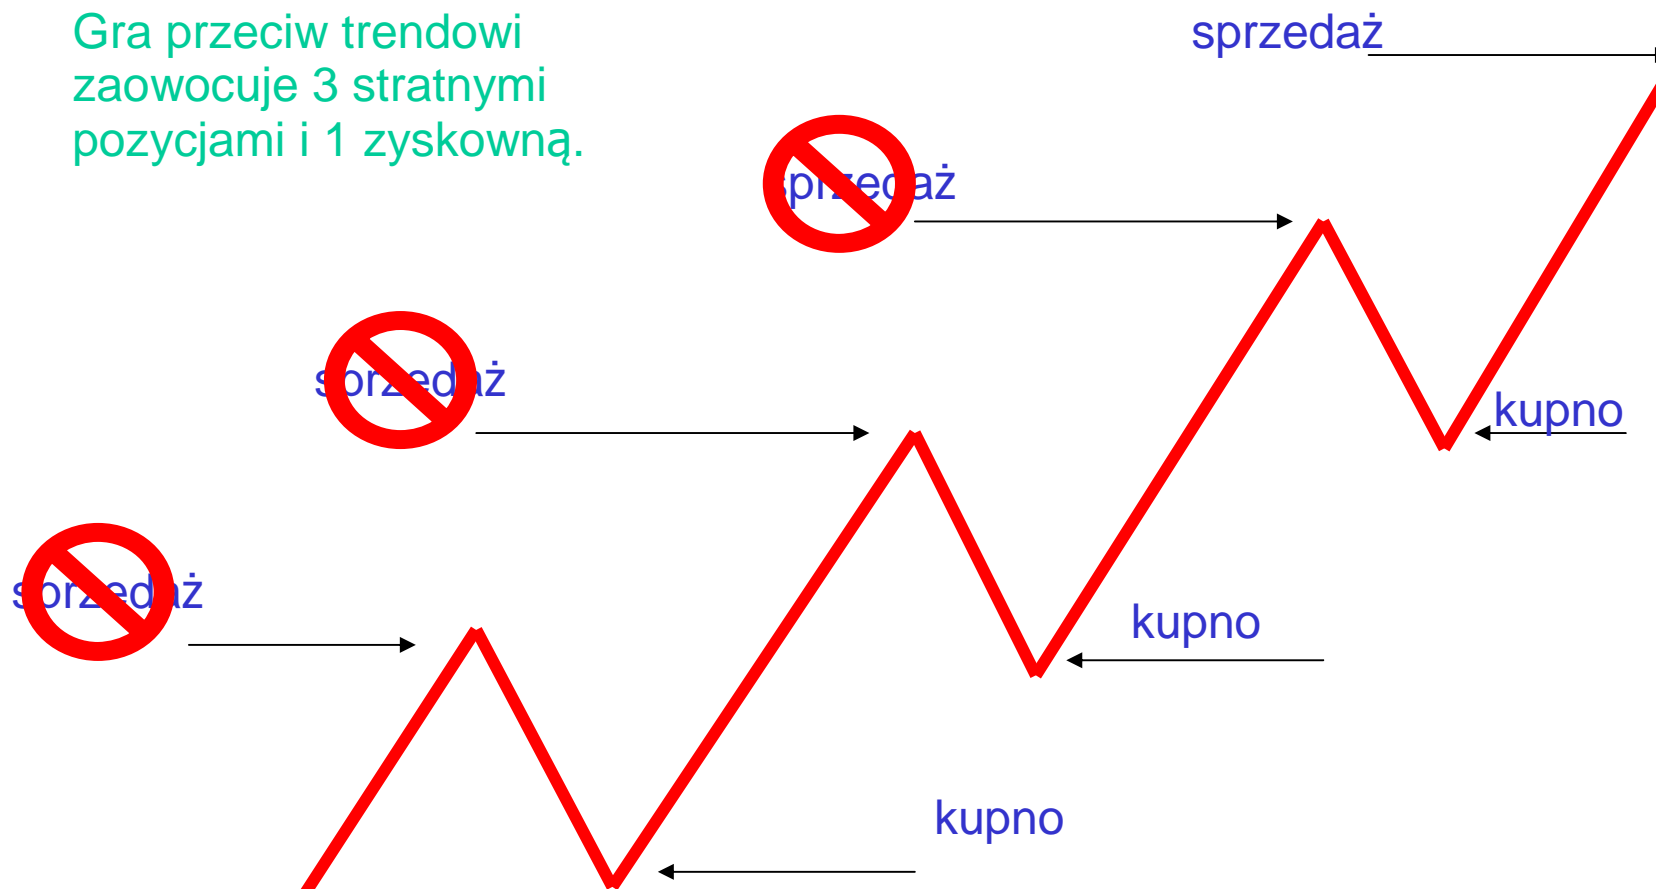 Gra przeciw trendowi
zaowocuje 3 stratnymi
pozycjami i 1 zyskowną.
sprzedaż
sprzedaż
sprzedaż
kupno
sprzedaż
kupno
kupno